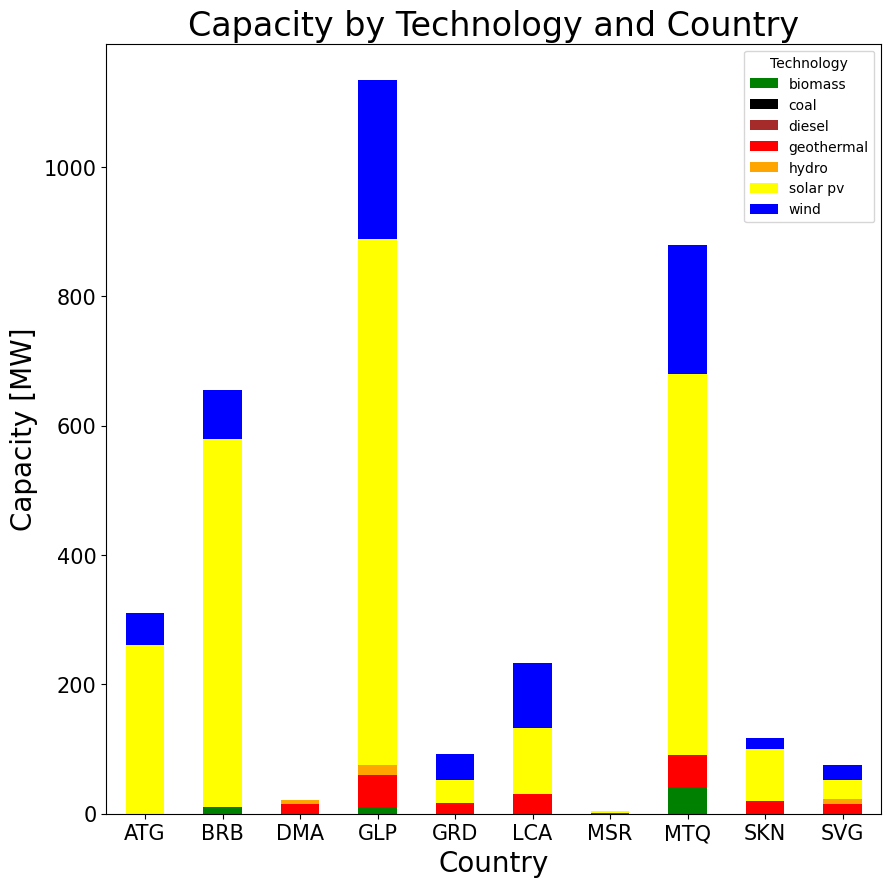 Capacity by Technology and Country
Technology
biomass
coal
diesel
geothermal
hydro
solar pv
wind
Capacity [MW]
1000
800
600
400
200
0
ATG BRB DMA GLP GRD LCA MSR MTQ SKN SVG
Country